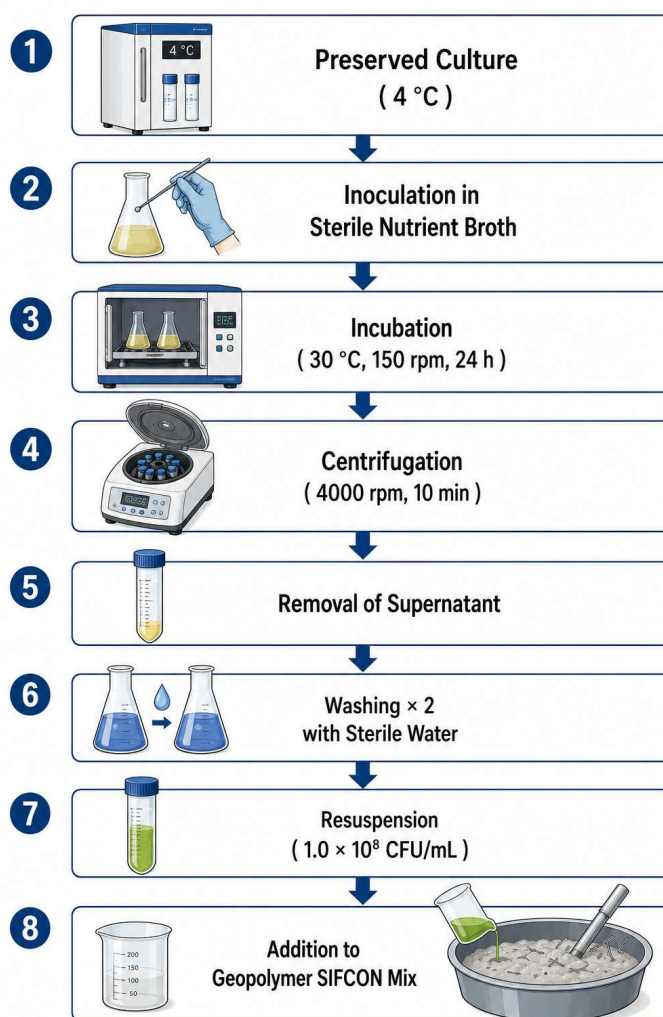 1
4 °C
Preserved Culture
( 4 °C )
2
Inoculation in
Sterile Nutrient Broth
3
Incubation
( 30 °C, 150 rpm, 24 h )
4
Centrifugation
( 4000 rpm, 10 min )
5
Removal of Supernatant
6
Washing × 2
with Sterile Water
7
Resuspension
( 1.0 × 10⁸ CFU/mL )
8
200
150
100
50
Addition to
Geopolymer SIFCON Mix